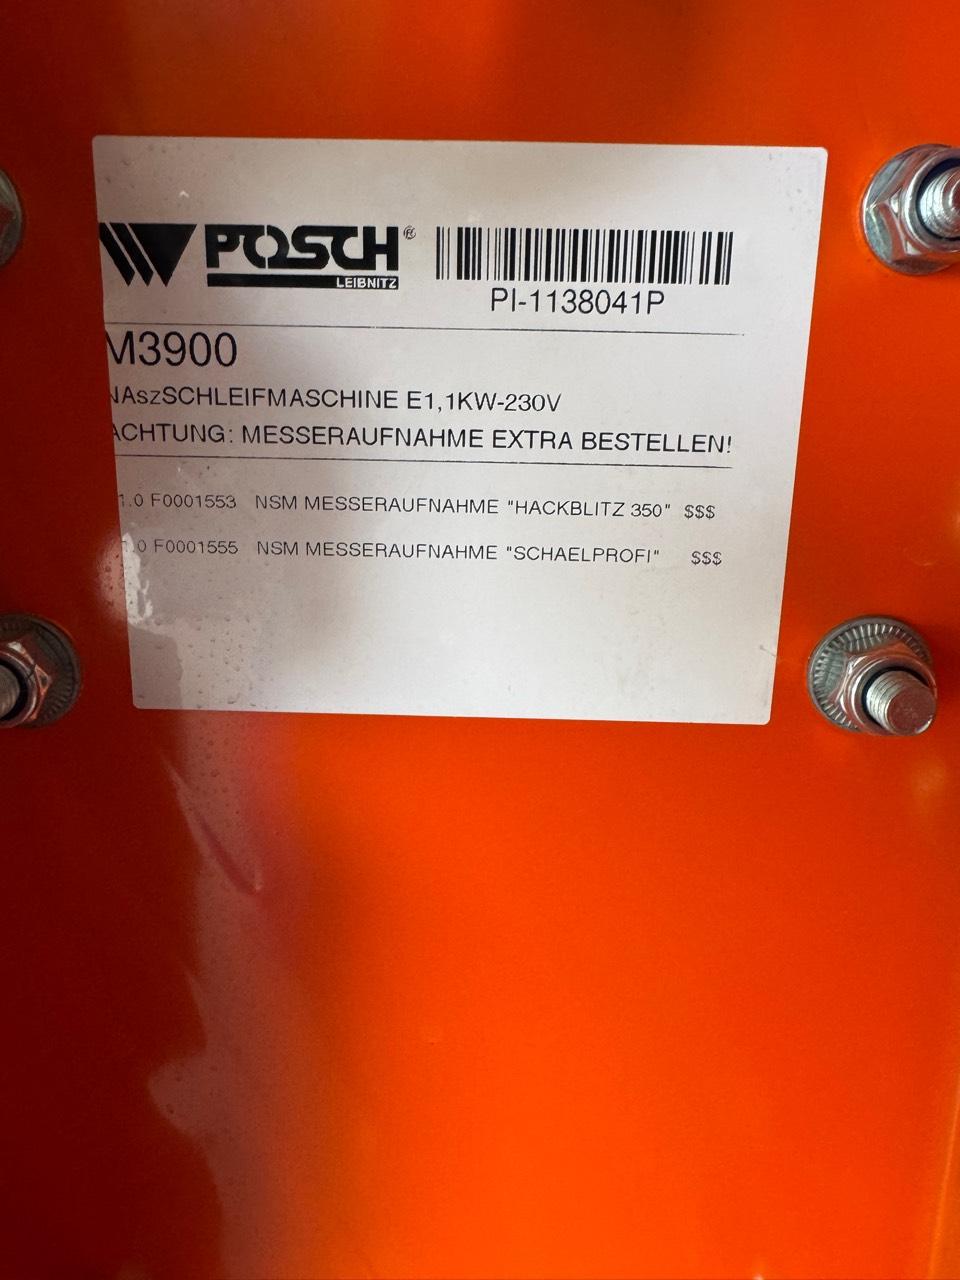 POSCH®
LEIBNITZ
PI-1138041P
M3900
NAszSCHLEIFMASCHINE E1,1KW-230V
ACHTUNG: MESSERAUFNAHME EXTRA BESTELLEN!
1.0 F0001553 NSM MESSERAUFNAHME "HACKBLITZ 350" $$$
1.0 F0001555 NSM MESSERAUFNAHME "SCHAELPROFI" $$$